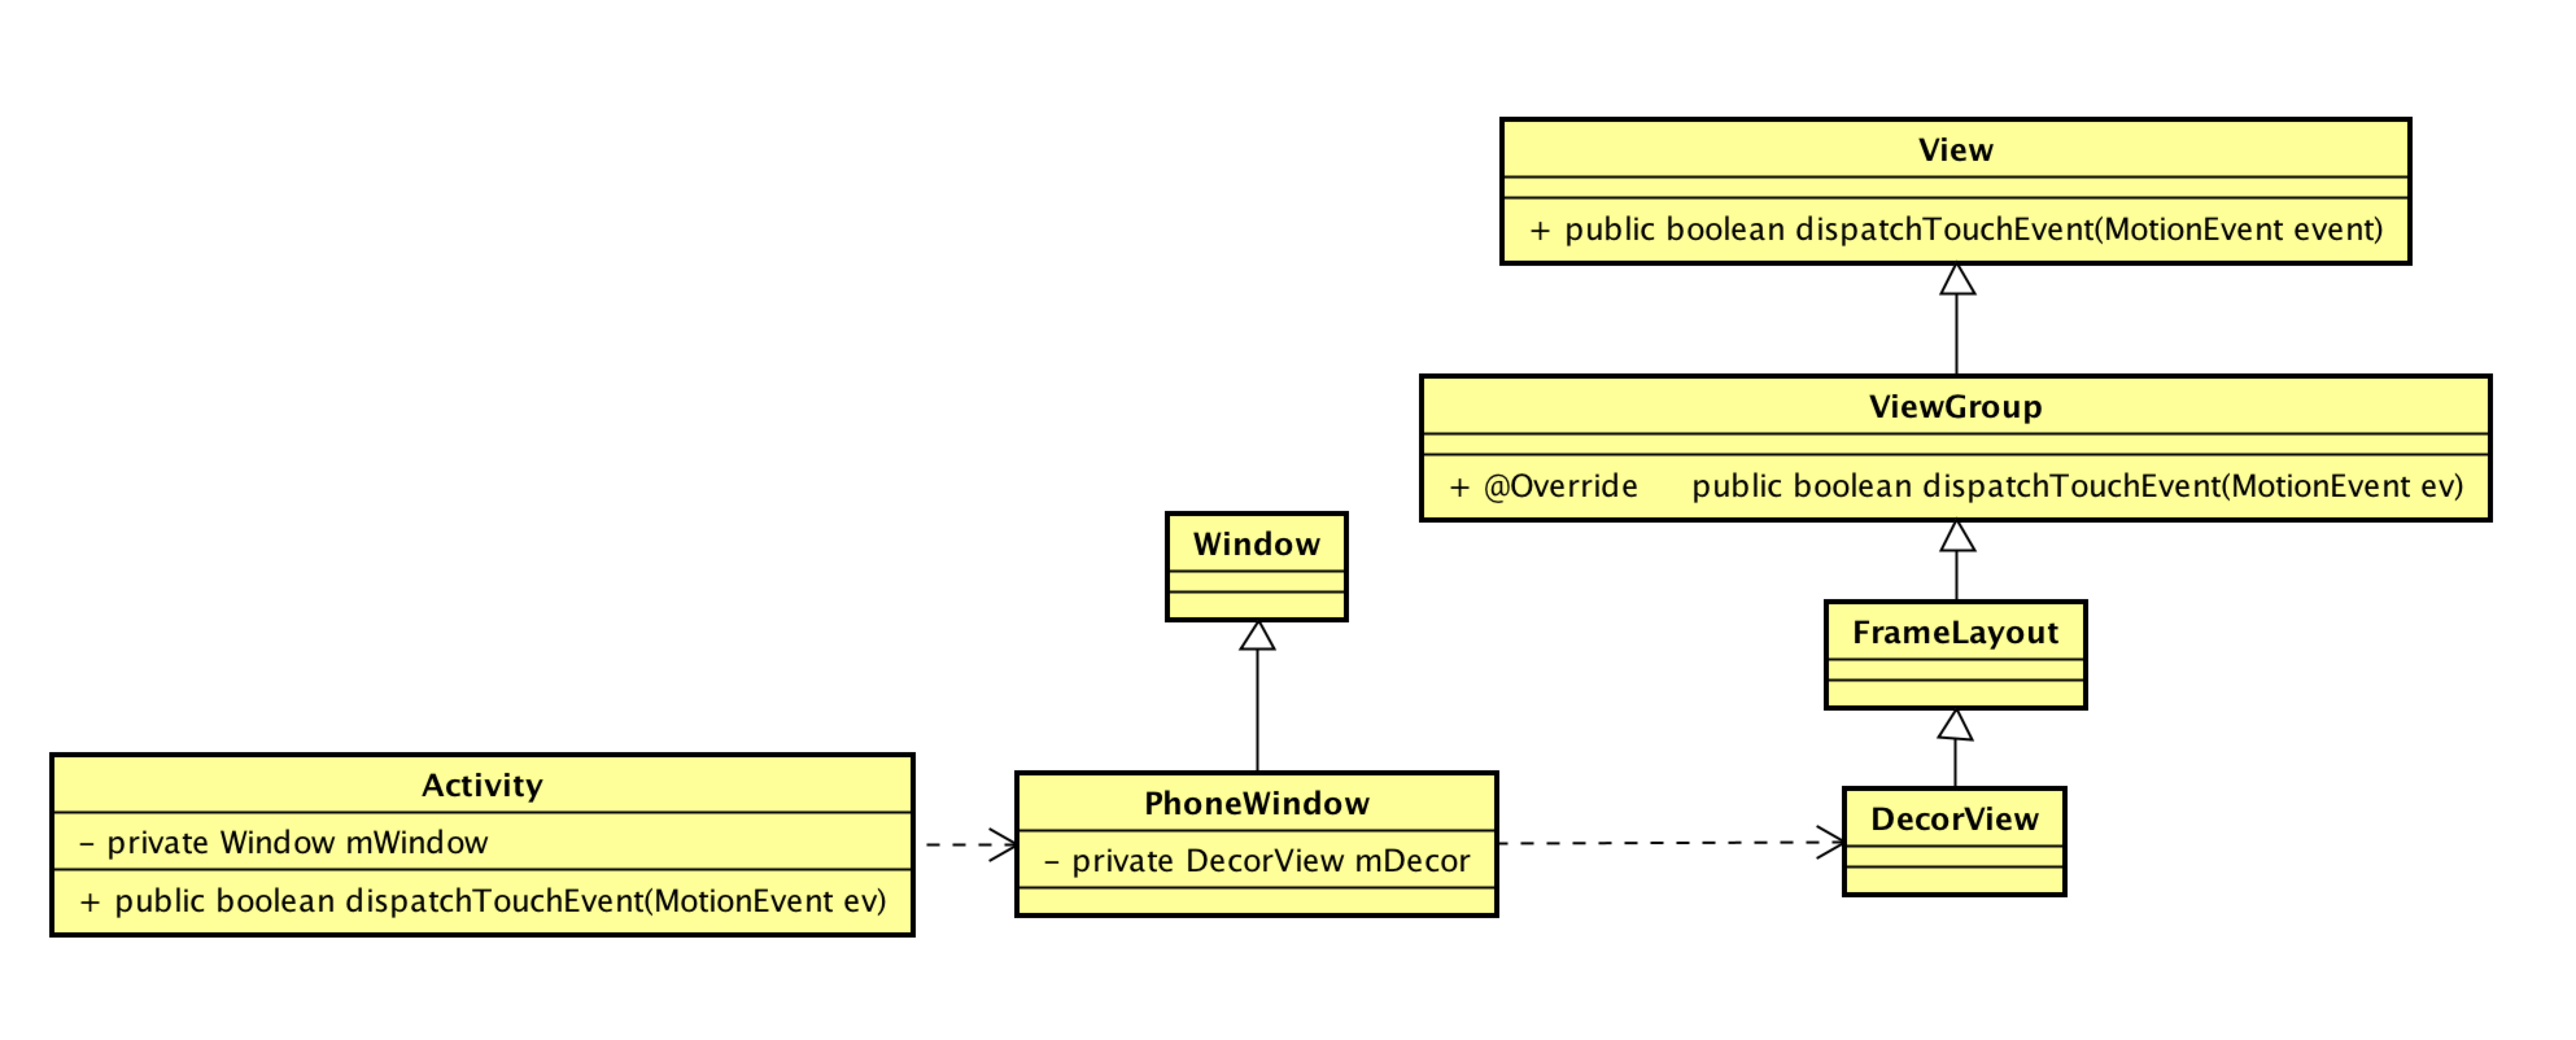 View
+ public boolean dispatchTouchEvent(MotionEvent event)
ViewGroup
+ @Override public boolean dispatchTouchEvent(MotionEvent ev)
Window
FrameLayout
Activity
- private Window mWindow
+ public boolean dispatchTouchEvent(MotionEvent ev)
PhoneWindow
- private DecorView mDecor
DecorView